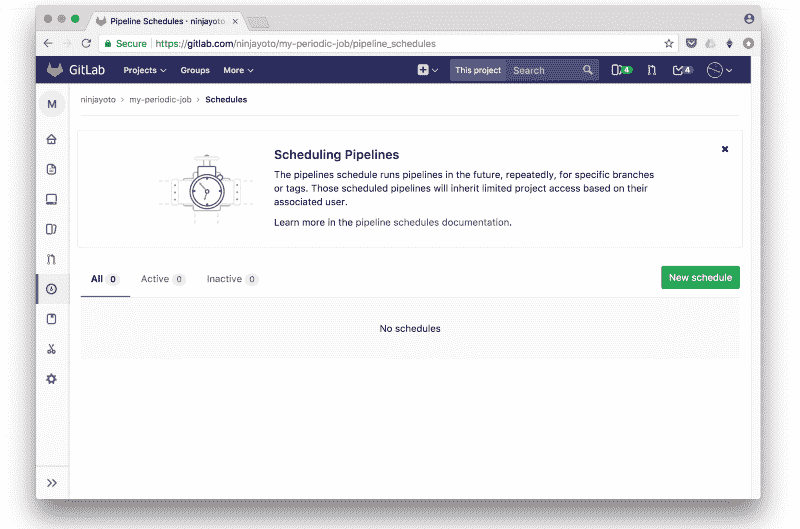 Pipeline Schedules · ninjayoto
Secure https://gitlab.com/ninjayoto/my-periodic-job/pipeline_schedules
GitLab Projects Groups More This project Search 4 4
M ninjayoto > my-periodic-job > Schedules
Scheduling Pipelines
The pipelines schedule runs pipelines in the future, repeatedly, for specific branches
or tags. Those scheduled pipelines will inherit limited project access based on their
associated user.
Learn more in the pipeline schedules documentation.
All 0 Active 0 Inactive 0 New schedule
No schedules